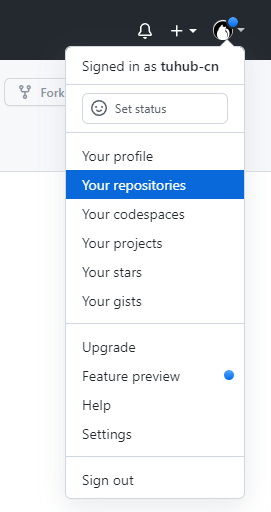 Fork
Signed in as tuhub-cn
Set status
Your profile
Your repositories
Your codespaces
Your projects
Your stars
Your gists
Upgrade
Feature preview
Help
Settings
Sign out